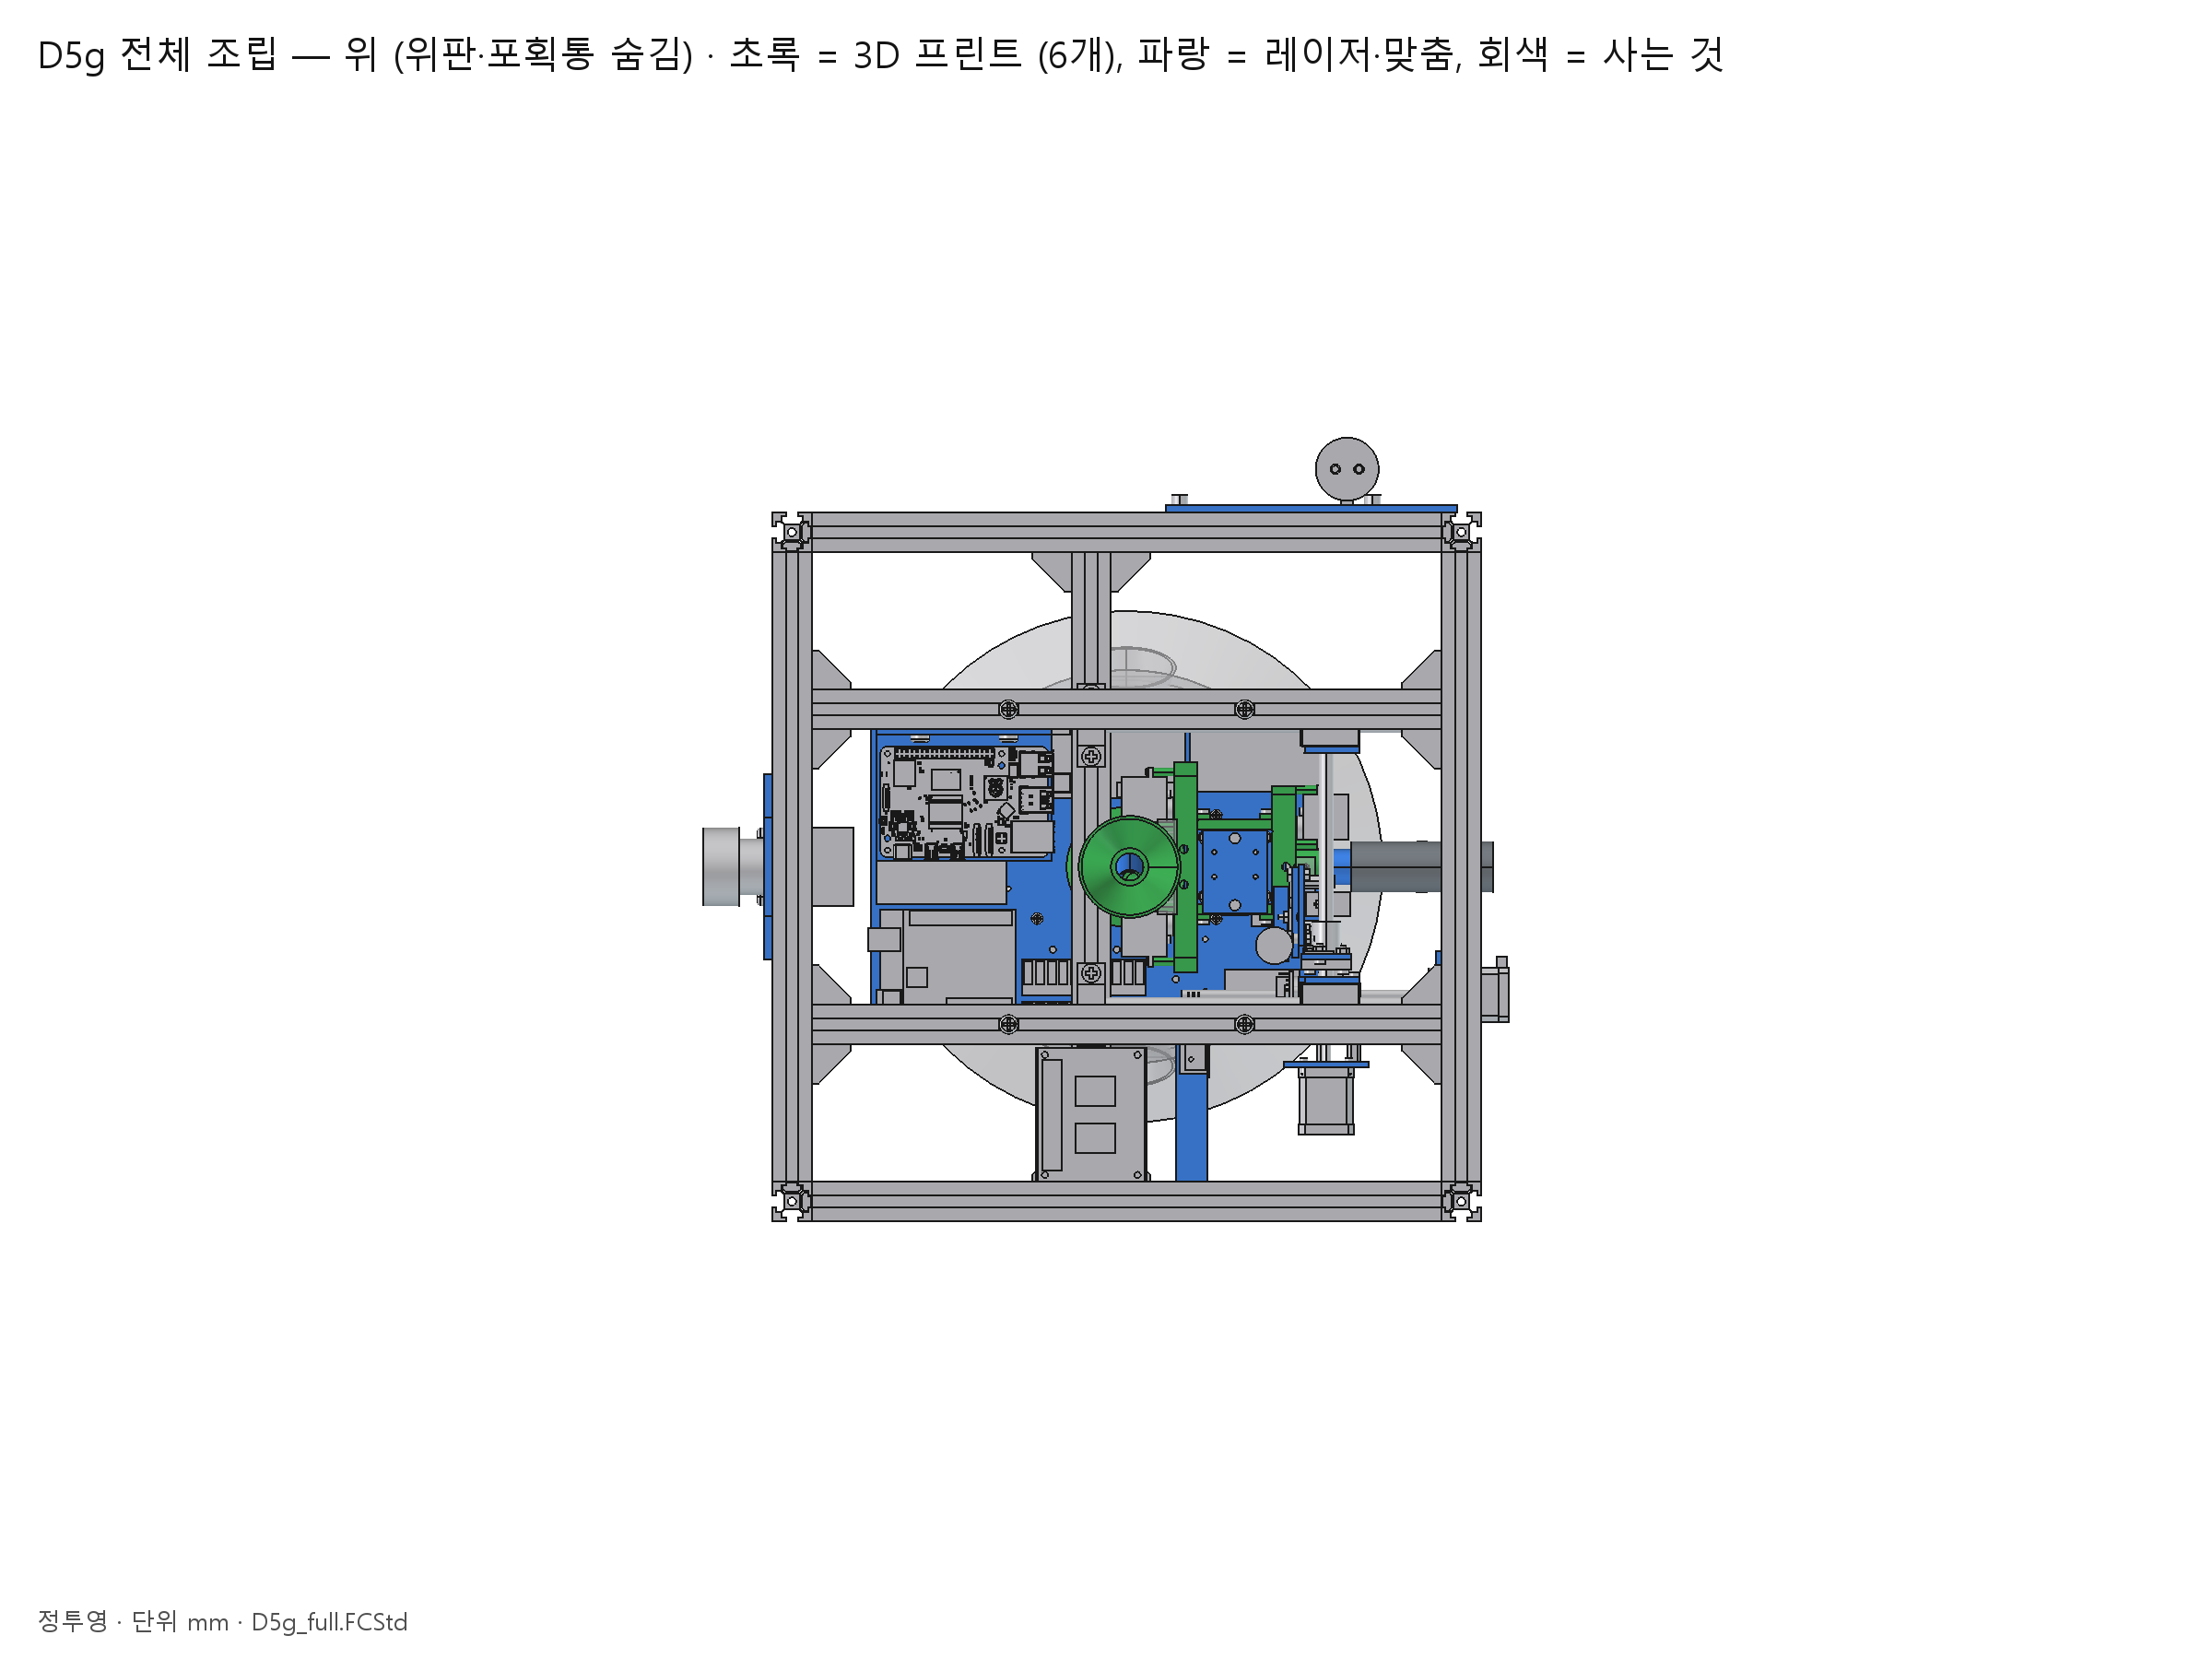 D5g 전체 조립 — 위 (위판·포획통 숨김) · 초록 = 3D 프린트 (6개), 파랑 = 레이저·맞춤, 회색 = 사는 것
정투영 · 단위 mm · D5g_full.FCStd